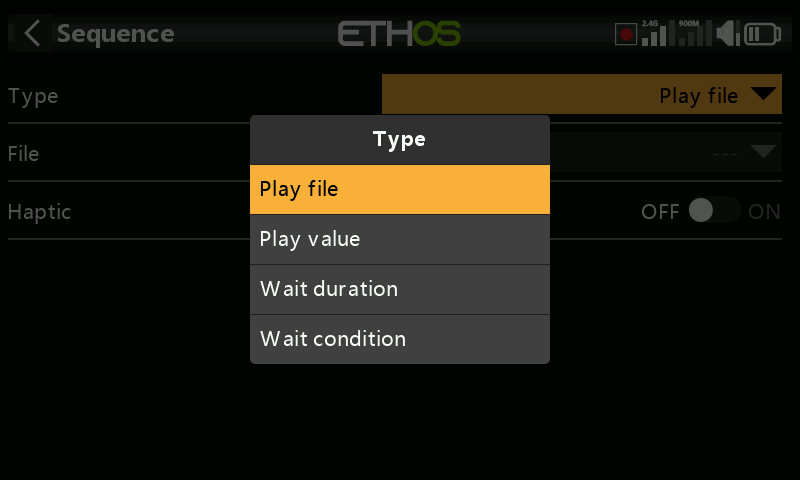 Sequence
ETHOS
2.4G
900M
Type
Play file
File
---
Haptic
OFF
ON
Type
Play file
Play value
Wait duration
Wait condition